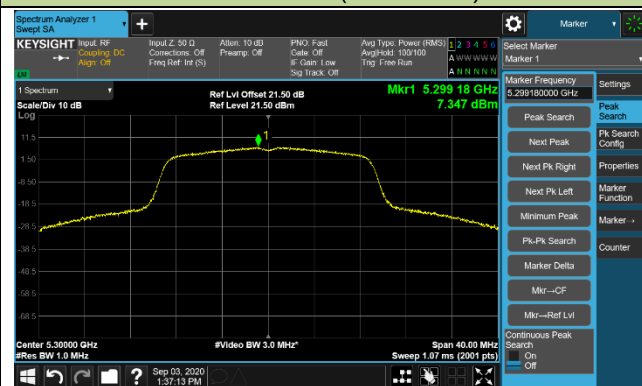 Spectrum Analyzer 1
Swept SA
+
Marker
KEYSIGHT Input: RF
Coupling: DC
Align: Off
Input Z: 50 Ω
Corrections: Off
Freq Ref: Int (S)
Atten: 10 dB
Preamp: Off
PNO: Fast
Gate: Off
IF Gain: Low
Sig Track: Off
Avg Type: Power (RMS)
Avg|Hold: 100/100
Trig: Free Run
1 2 3 4 5 6
A W W W W W
A N N N N N
Select Marker
Marker 1
1 Spectrum
Scale/Div 10 dB
Log
Ref Lvl Offset 21.50 dB
Ref Level 21.50 dBm
Mkr1 5.299 18 GHz
7.347 dBm
1
11.5
1.50
-8.50
-18.5
-28.5
-38.5
-48.5
-58.5
-68.5
Center 5.30000 GHz
#Res BW 1.0 MHz
#Video BW 3.0 MHz*
Span 40.00 MHz
Sweep 1.07 ms (2001 pts)
Marker Frequency
5.299180000 GHz
Peak Search
Next Peak
Next Pk Right
Next Pk Left
Minimum Peak
Pk-Pk Search
Marker Delta
Mkr→CF
Mkr→Ref Lvl
Continuous Peak
Search
On
Off
Settings
Peak
Search
Pk Search
Config
Properties
Marker
Function
Marker→
Counter
?
Sep 03, 2020
1:37:13 PM